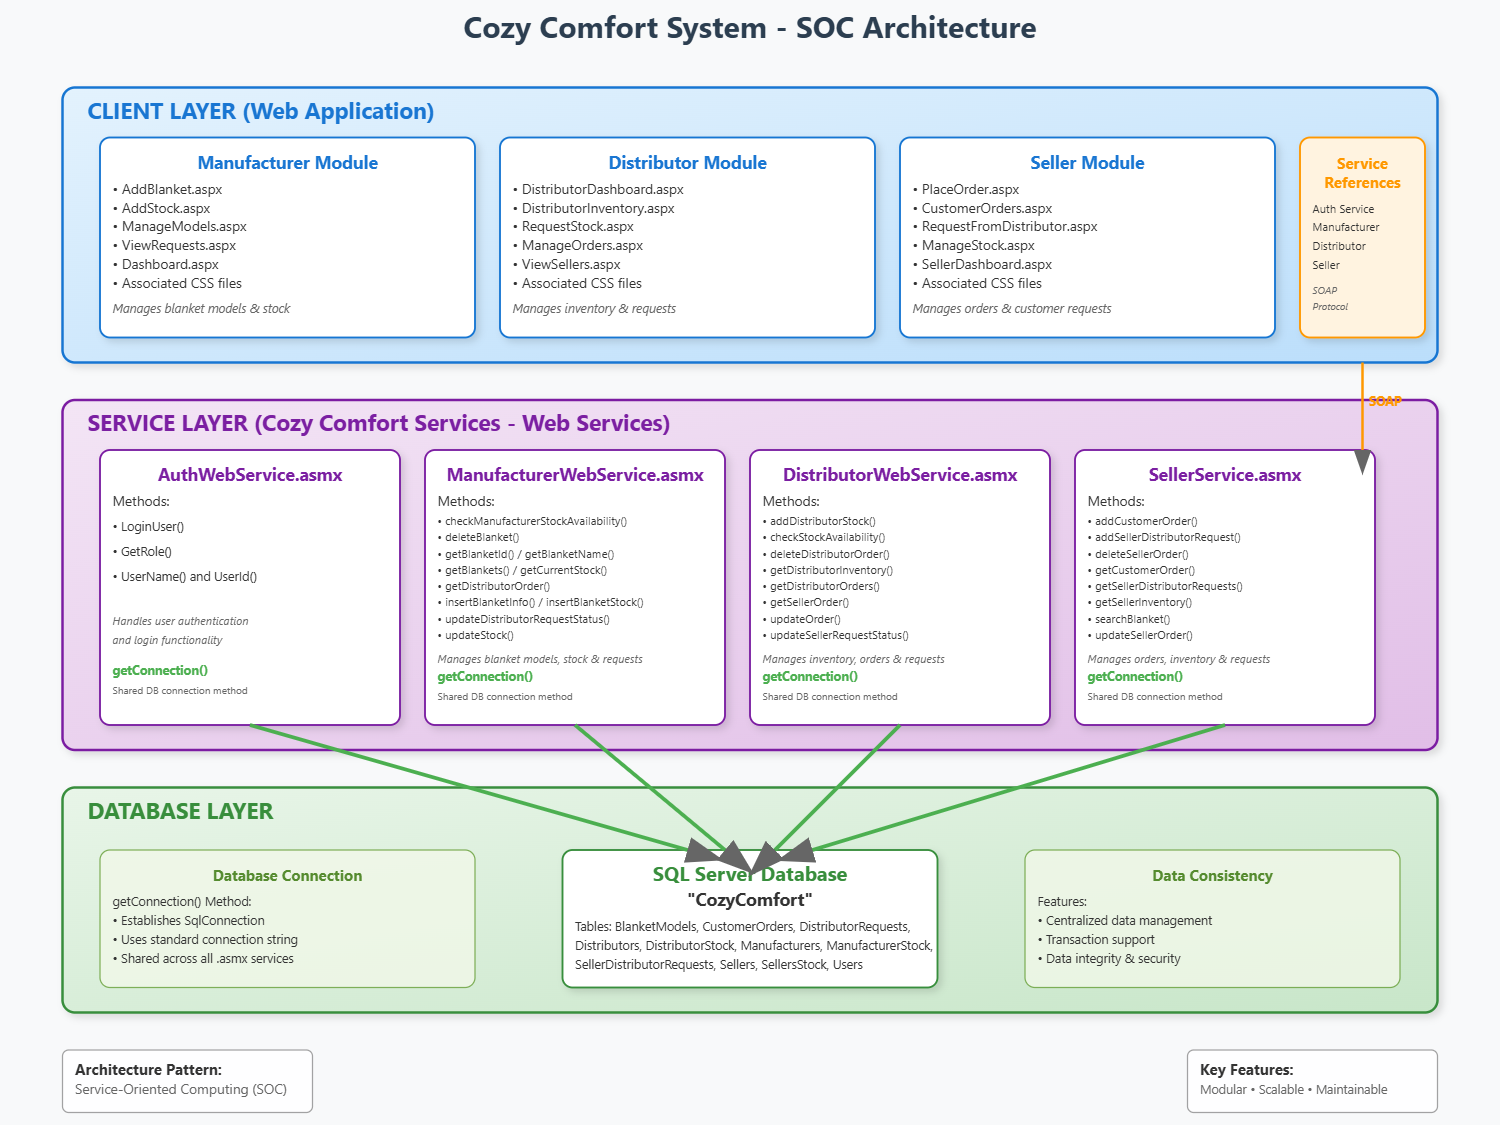 Cozy Comfort System - SOC Architecture
CLIENT LAYER (Web Application)
Manufacturer Module
• AddBlanket.aspx
• AddStock.aspx
• ManageModels.aspx
• ViewRequests.aspx
• Dashboard.aspx
• Associated CSS files
Manages blanket models & stock
Distributor Module
• DistributorDashboard.aspx
• DistributorInventory.aspx
• RequestStock.aspx
• ManageOrders.aspx
• ViewSellers.aspx
• Associated CSS files
Manages inventory & requests
Seller Module
• PlaceOrder.aspx
• CustomerOrders.aspx
• RequestFromDistributor.aspx
• ManageStock.aspx
• SellerDashboard.aspx
• Associated CSS files
Manages orders & customer requests
Service
References
Auth Service
Manufacturer
Distributor
Seller
SOAP
Protocol
SOAP
SERVICE LAYER (Cozy Comfort Services - Web Services)
AuthWebService.asmx
Methods:
• LoginUser()
• GetRole()
• UserName() and UserId()
Handles user authentication
and login functionality
getConnection()
Shared DB connection method
ManufacturerWebService.asmx
Methods:
• checkManufacturerStockAvailability()
• deleteBlanket()
• getBlanketId() / getBlanketName()
• getBlankets() / getCurrentStock()
• getDistributorOrder()
• insertBlanketInfo() / insertBlanketStock()
• updateDistributorRequestStatus()
• updateStock()
Manages blanket models, stock & requests
getConnection()
Shared DB connection method
DistributorWebService.asmx
Methods:
• addDistributorStock()
• checkStockAvailability()
• deleteDistributorOrder()
• getDistributorInventory()
• getDistributorOrders()
• getSellerOrder()
• updateOrder()
• updateSellerRequestStatus()
Manages inventory, orders & requests
getConnection()
Shared DB connection method
SellerService.asmx
Methods:
• addCustomerOrder()
• addSellerDistributorRequest()
• deleteSellerOrder()
• getCustomerOrder()
• getSellerDistributorRequests()
• getSellerInventory()
• searchBlanket()
• updateSellerOrder()
Manages orders, inventory & requests
getConnection()
Shared DB connection method
DATABASE LAYER
Database Connection
getConnection() Method:
• Establishes SqlConnection
• Uses standard connection string
• Shared across all .asmx services
SQL Server Database
"CozyComfort"
Tables: BlanketModels, CustomerOrders, DistributorRequests,
Distributors, DistributorStock, Manufacturers, ManufacturerStock,
SellerDistributorRequests, Sellers, SellersStock, Users
Data Consistency
Features:
• Centralized data management
• Transaction support
• Data integrity & security
Architecture Pattern:
Service-Oriented Computing (SOC)
Key Features:
Modular • Scalable • Maintainable